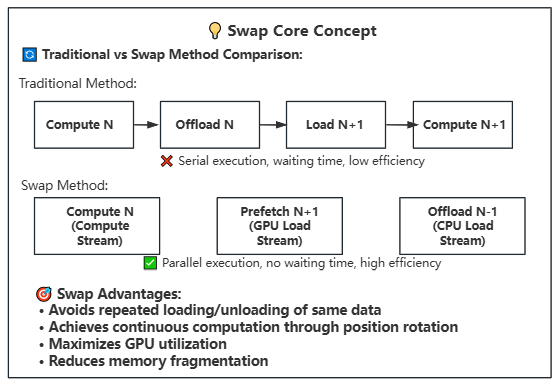 💡 Swap Core Concept
🔄 Traditional vs Swap Method Comparison:
Traditional Method:
Compute N
Offload N
Load N+1
Compute N+1
❌ Serial execution, waiting time, low efficiency
Swap Method:
Compute N
(Compute
Stream)
Prefetch N+1
(GPU Load
Stream)
Offload N-1
(CPU Load
Stream)
✅ Parallel execution, no waiting time, high efficiency
🎯 Swap Advantages:
• Avoids repeated loading/unloading of same data
• Achieves continuous computation through position rotation
• Maximizes GPU utilization
• Reduces memory fragmentation